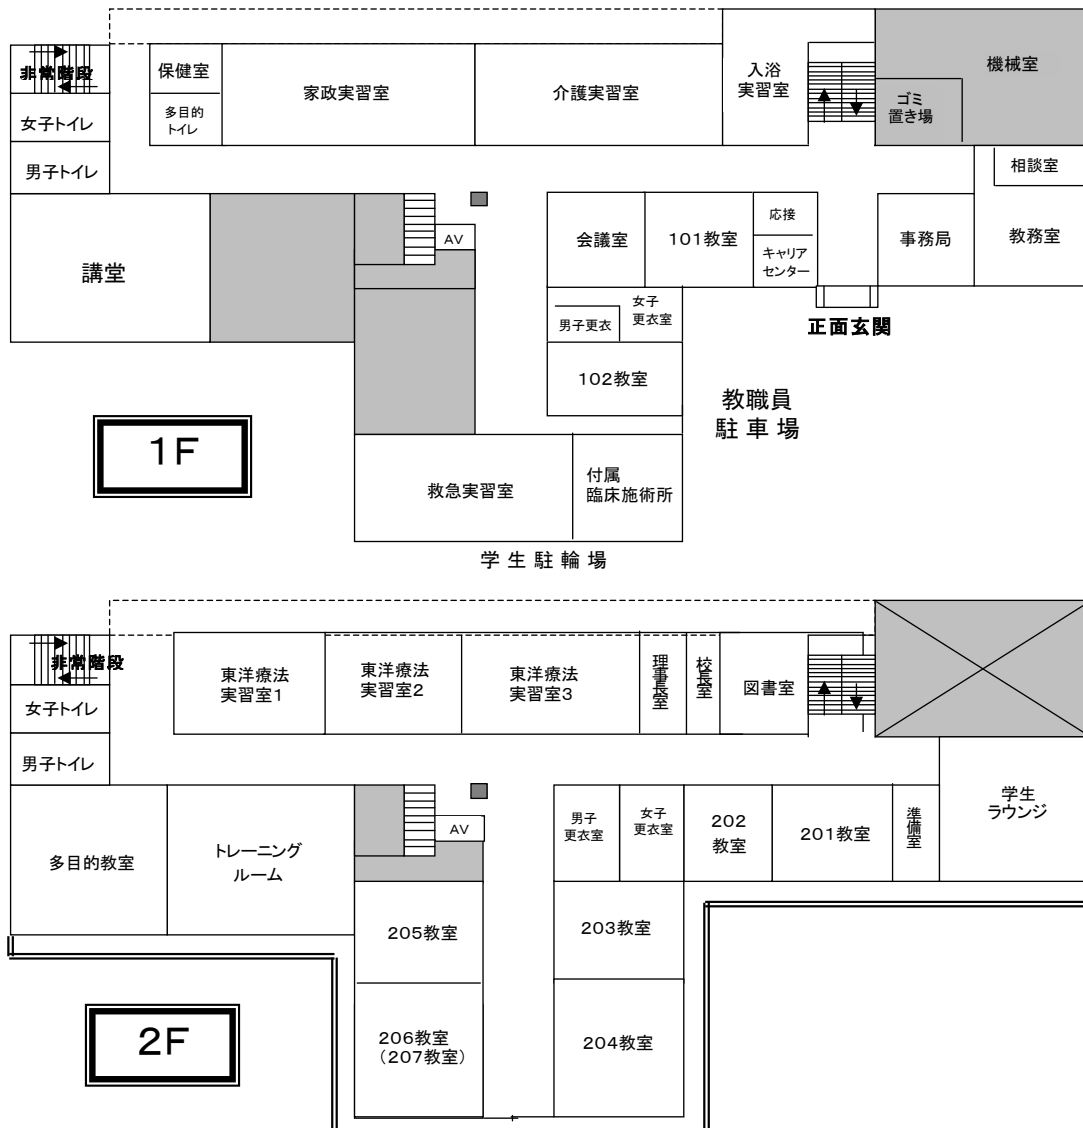 非常階段
女子トイレ
男子トイレ
保健室
多目的
トイレ
家政実習室
介護実習室
入浴
実習室
ゴミ
置き場
機械室
相談室
教務室
事務局
講堂
AV
会議室
101教室
応接
キャリア
センター
正面玄関
男子更衣
女子
更衣室
102教室
教職員
駐車場
1F
救急実習室
付属
臨床施術所
学生駐輪場
非常階段
女子トイレ
男子トイレ
東洋療法
実習室1
東洋療法
実習室2
東洋療法
実習室3
理事長室
校長室
図書室
学生
ラウンジ
多目的教室
トレーニング
ルーム
AV
男子
更衣室
女子
更衣室
202
教室
201教室
準備室
205教室
203教室
206教室
(207教室)
204教室
2F